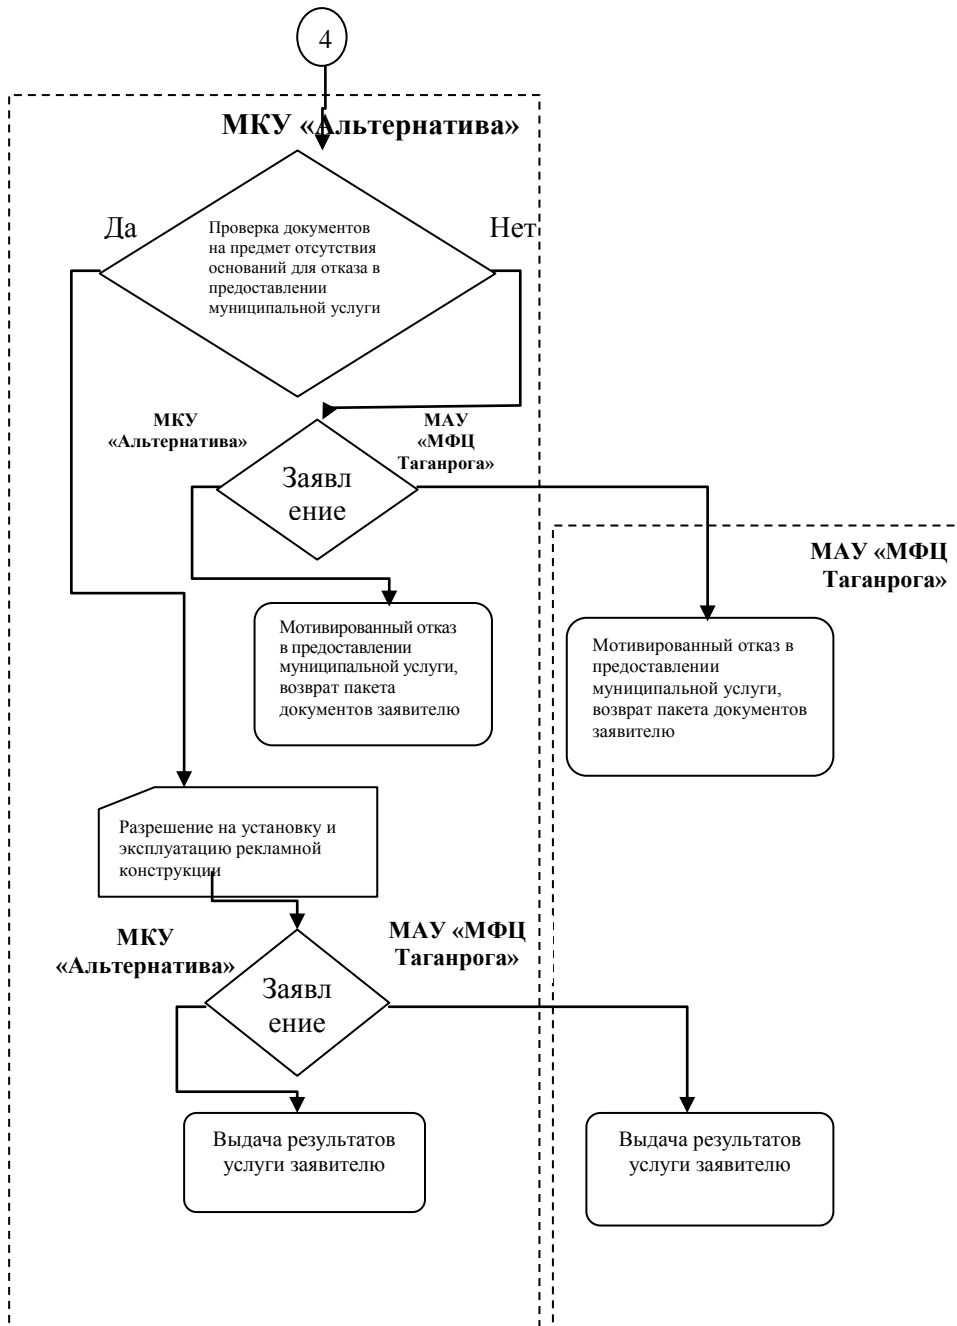 4
МКУ «Альтернатива»
Да
Нет
Проверка документов
на предмет отсутствия
оснований для отказа в
предоставлении
муниципальной услуги
МКУ
«Альтернатива»
МАУ
«МФЦ
Таганрога»
Заявл
ение
МАУ «МФЦ
Таганрога»
Мотивированный отказ
в предоставлении
муниципальной услуги,
возврат пакета
документов заявителю
Мотивированный отказ в
предоставлении
муниципальной услуги,
возврат пакета документов
заявителю
Разрешение на установку и
эксплуатацию рекламной
конструкции
МКУ
«Альтернатива»
МАУ «МФЦ
Таганрога»
Заявл
ение
Выдача результатов
услуги заявителю
Выдача результатов
услуги заявителю